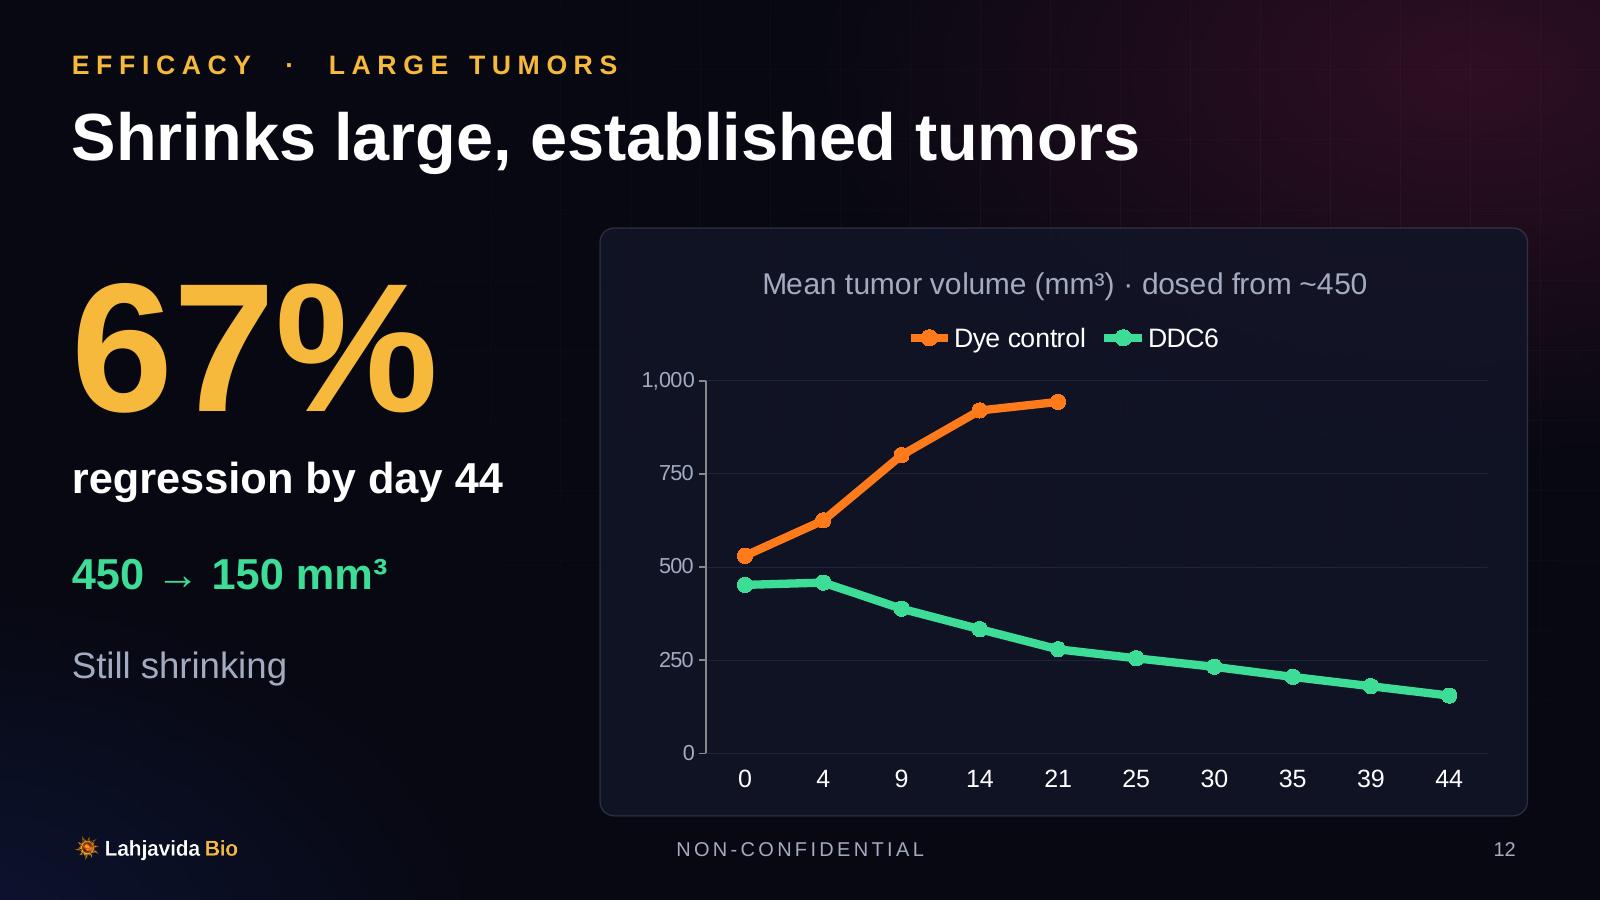 EFFICACY · LARGE TUMORS
Shrinks large, established tumors
67%
regression by day 44
450 → 150 mm³
Still shrinking
Mean tumor volume (mm³) · dosed from ~450
Dye control DDC6
1,000
750
500
250
0
0 4 9 14 21 25 30 35 39 44
Lahjavida Bio
NON-CONFIDENTIAL
12